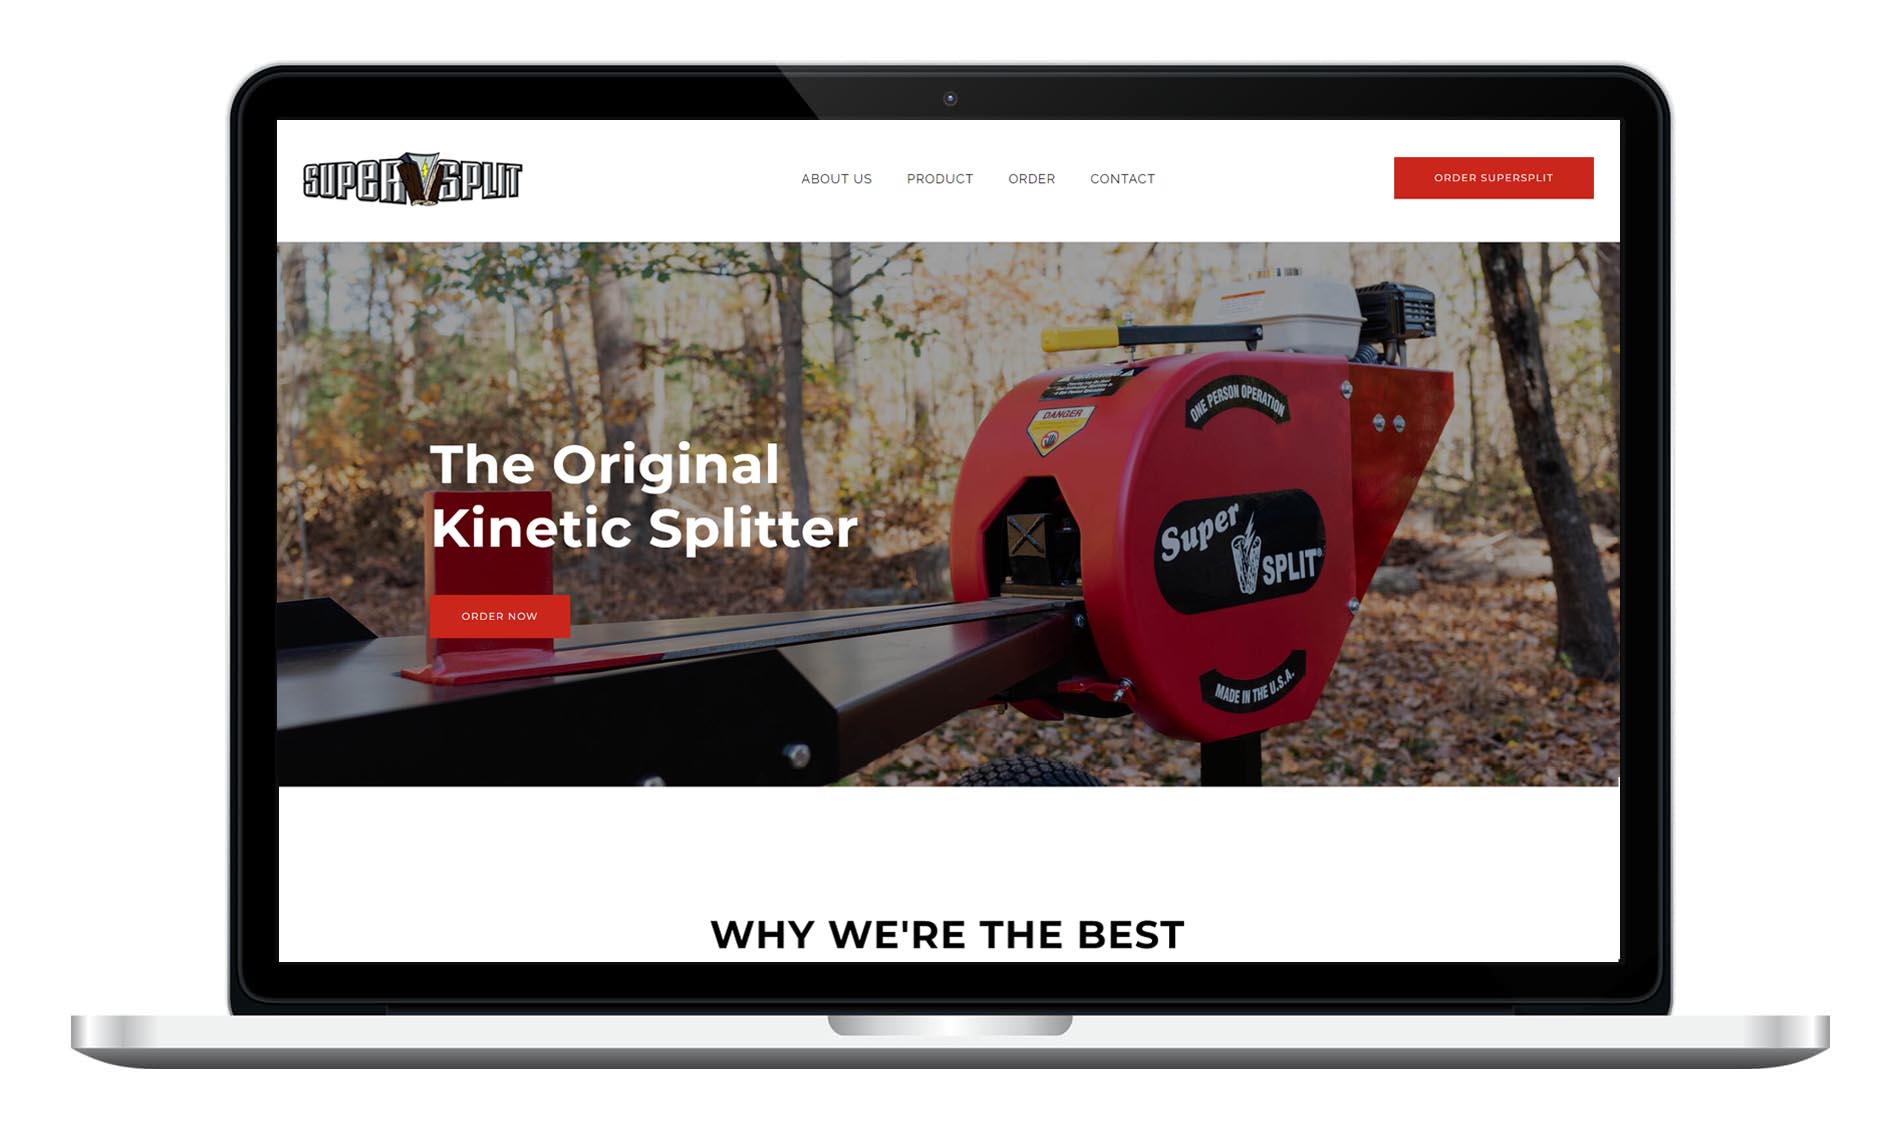 SUPER SPLIT
ABOUT US
PRODUCT
ORDER
CONTACT
ORDER SUPERSPLIT
The Original
Kinetic Splitter
ORDER NOW
WARNING
DANGER
ONE PERSON OPERATION
Super
SPLIT®
MADE IN THE U.S.A.
WHY WE'RE THE BEST